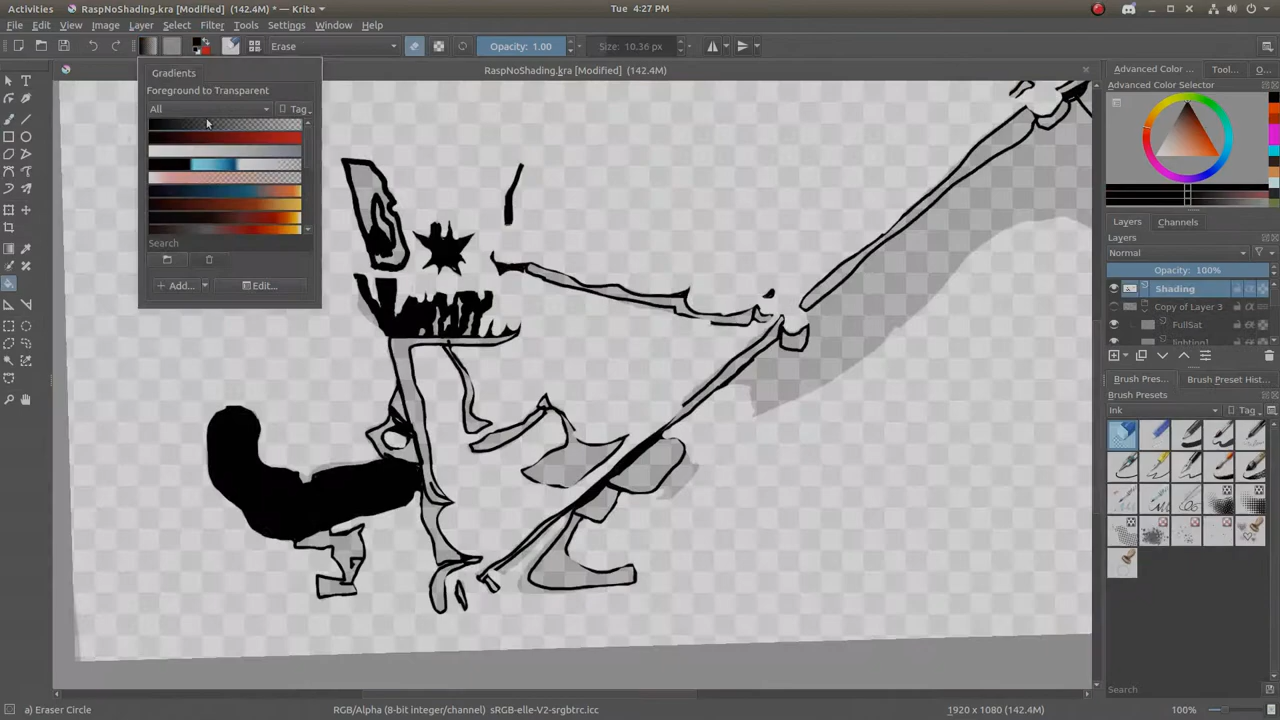 Activities
RaspNoShading.kra [Modified] (142.4M) * — Krita
Tue 4:27 PM
File Edit View Image Layer Select Filter Tools Settings Window Help
Erase
Opacity: 1.00
Size: 10.36 px
RaspNoShading.kra [Modified] (142.4M)
Gradients
Foreground to Transparent
All
Tag
Search
Add...
Edit...
Advanced Color ...
Tool...
O...
Advanced Color Selector
Layers
Channels
Layers
Normal
Opacity: 100%
Shading
Copy of Layer 3
FullSat
lighting1
Brush Pres...
Brush Preset Hist...
Brush Presets
Ink
Tag
Search
a) Eraser Circle
RGB/Alpha (8-bit integer/channel) sRGB-elle-V2-srgbtrc.icc
1920 x 1080 (142.4M)
100%